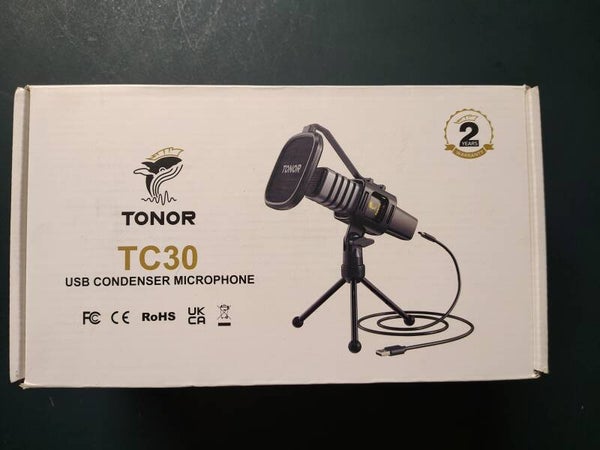 TONOR
TC30
USB CONDENSER MICROPHONE
FC CE RoHS UK
CA
TONOR
2
YEARS
WARRANTY